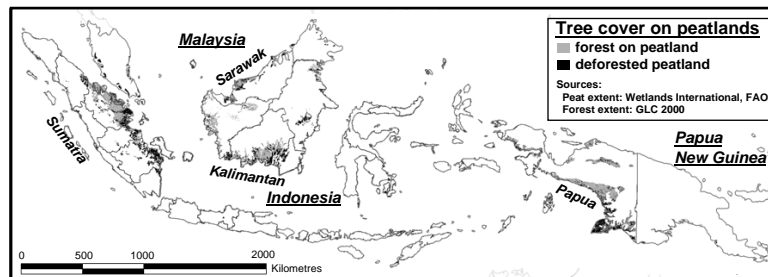 Tree cover on peatlands
forest on peatland
deforested peatland
Sources:
Peat extent: Wetlands International, FAO
Forest extent: GLC 2000
Malaysia
Sarawak
Sumatra
Kalimantan
Indonesia
Papua
Papua
New Guinea
0 500 1000 2000
Kilometres